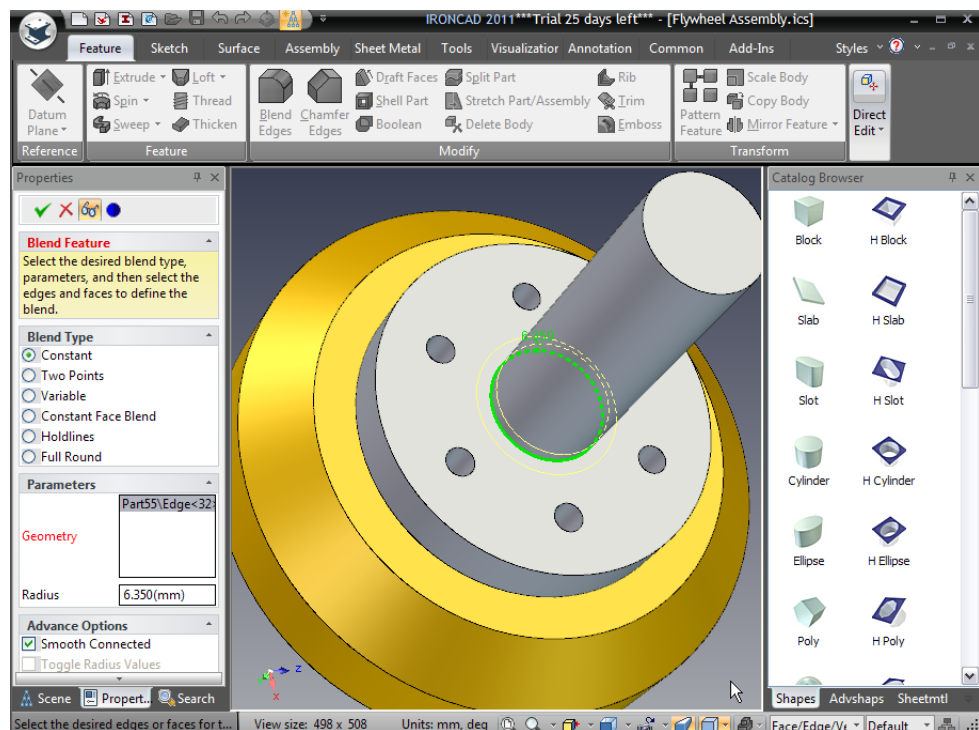 IRONCAD 2011***Trial 25 days left*** - [Flywheel Assembly.ics]
Feature Sketch Surface Assembly Sheet Metal Tools Visualization Annotation Common Add-Ins Styles
Datum Plane
Reference
Extrude Loft
Spin Thread
Sweep Thicken
Feature
Blend Edges
Chamfer Edges
Draft Faces Split Part Rib
Shell Part Stretch Part/Assembly Trim
Boolean Delete Body Emboss
Modify
Pattern Feature
Scale Body
Copy Body
Mirror Feature
Transform
Direct Edit
Properties
Blend Feature
Select the desired blend type,
parameters, and then select the
edges and faces to define the
blend.
Blend Type
Constant
Two Points
Variable
Constant Face Blend
Holdlines
Full Round
Parameters
Part55\Edge<32>
Geometry
Radius 6.350(mm)
Advance Options
Smooth Connected
Toggle Radius Values
Scene Propert... Search
z
x
Catalog Browser
Block H Block
Slab H Slab
Slot H Slot
Cylinder H Cylinder
Ellipse H Ellipse
Poly H Poly
Shapes Advshaps Sheetmtl
Select the desired edges or faces for t... View size: 498 x 508 Units: mm, deg Face/Edge/Ve Default